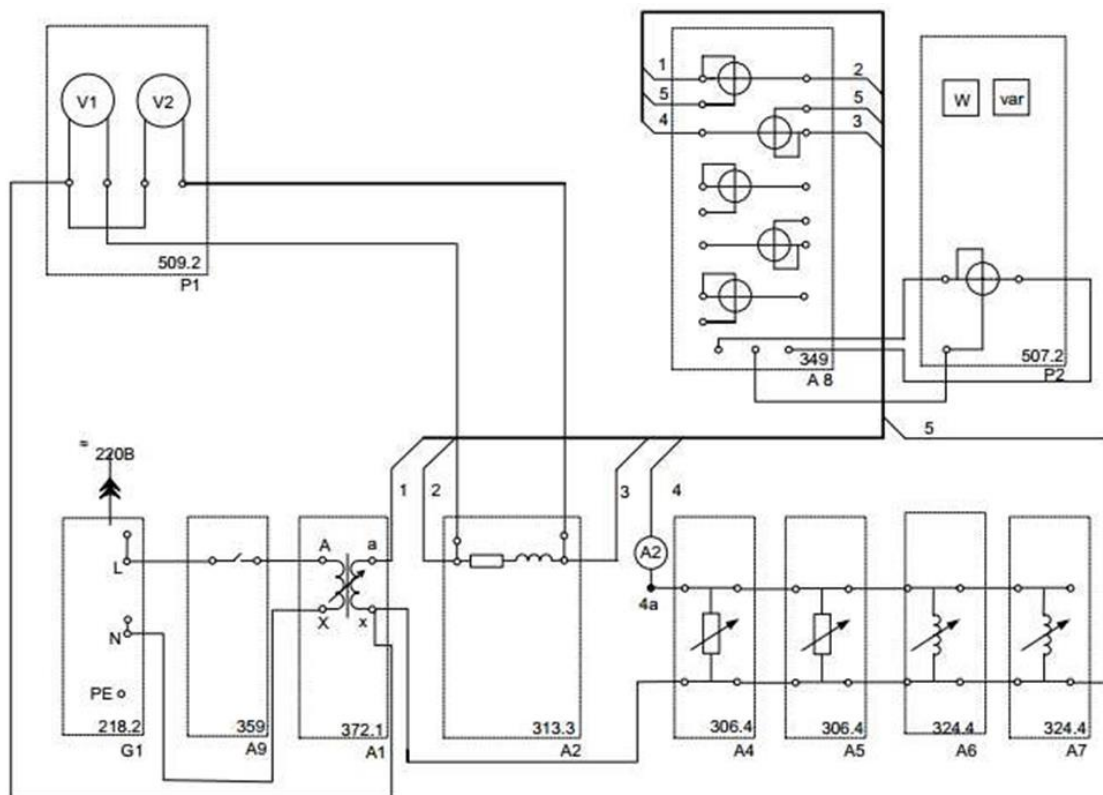 V1 V2
509.2
P1
1 2
5 5
4 3
349
A 8
W var
507.2
P2
5
≈
220В
1 2 3 4
L
N
PE
218.2
G1
359
A9
A a
X x
372.1
A1
313.3
A2
A2
4a
306.4
A4
306.4
A5
324.4
A6
324.4
A7